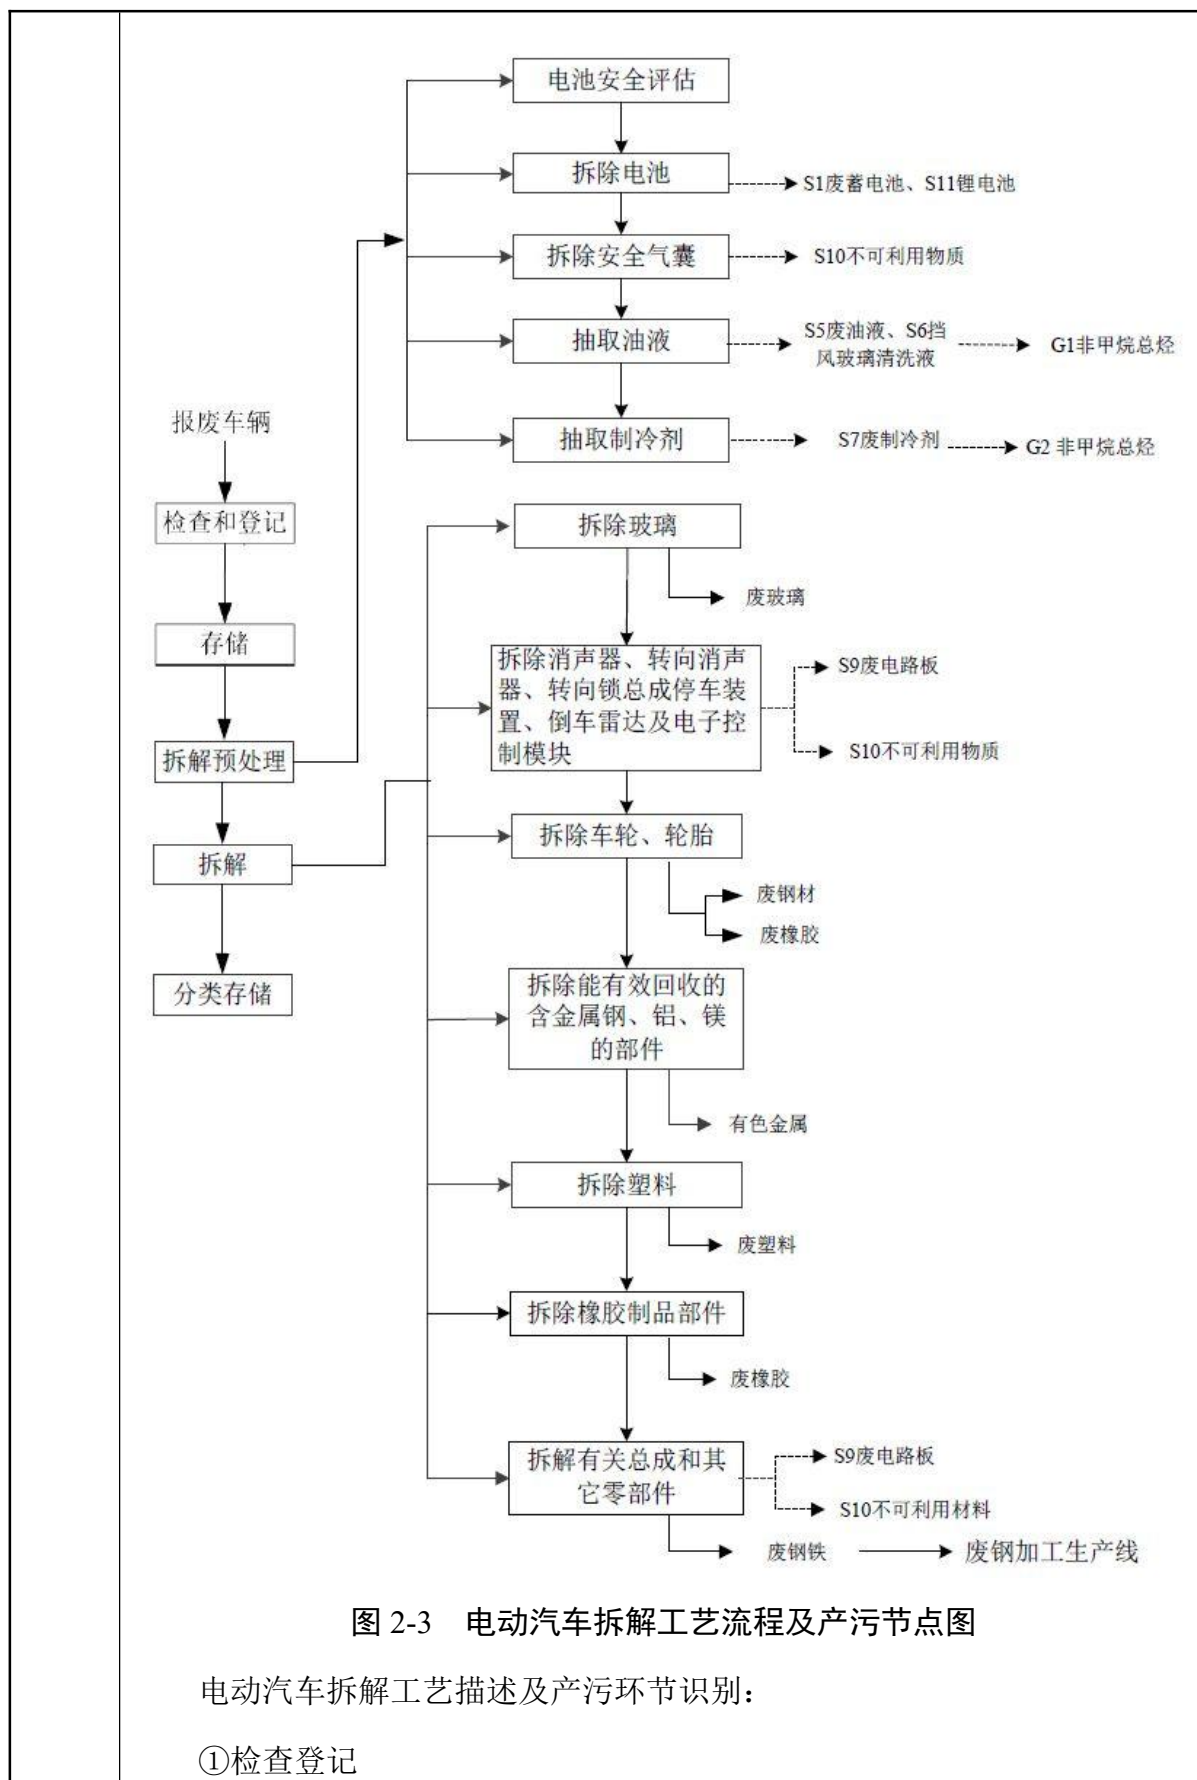 电池安全评估
拆除电池
S1废蓄电池、S11锂电池
拆除安全气囊
S10不可利用物质
抽取油液
S5废油液、S6挡
风玻璃清洗液
G1非甲烷总烃
抽取制冷剂
S7废制冷剂
G2 非甲烷总烃
报废车辆
检查和登记
存储
拆解预处理
拆解
分类存储
拆除玻璃
废玻璃
拆除消声器、转向消声
器、转向锁总成停车装
置、倒车雷达及电子控
制模块
S9废电路板
S10不可利用物质
拆除车轮、轮胎
废钢材
废橡胶
拆除能有效回收的
含金属钢、铝、镁
的部件
有色金属
拆除塑料
废塑料
拆除橡胶制品部件
废橡胶
拆解有关总成和其
它零部件
S9废电路板
S10不可利用材料
废钢铁
废钢加工生产线
图 2-3 电动汽车拆解工艺流程及产污节点图
电动汽车拆解工艺描述及产污环节识别：
①检查登记